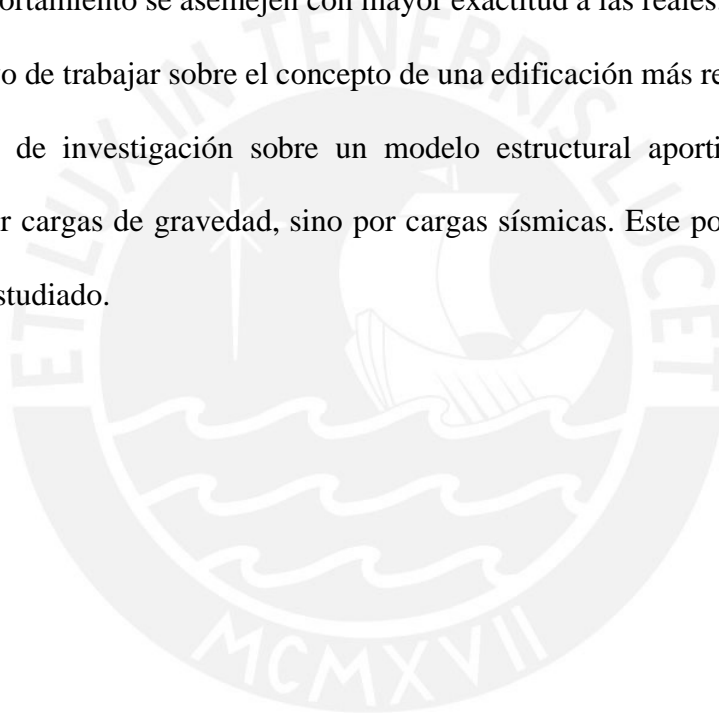 ortamiento se asemejen con mayor exactitud a las reales.
o de trabajar sobre el concepto de una edificación más re
de investigación sobre un modelo estructural aporti
r cargas de gravedad, sino por cargas sísmicas. Este po
studiado.
ET LUX IN TENEBRIS LUCET
MCMXVII